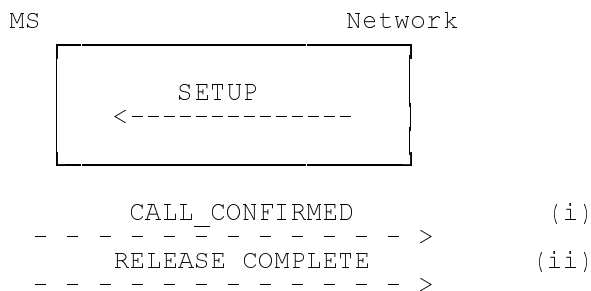 MS Network
SETUP
<--------------
CALL_CONFIRMED (i)
- - - - - - - - - - - - >
RELEASE COMPLETE (ii)
- - - - - - - - - - - - >